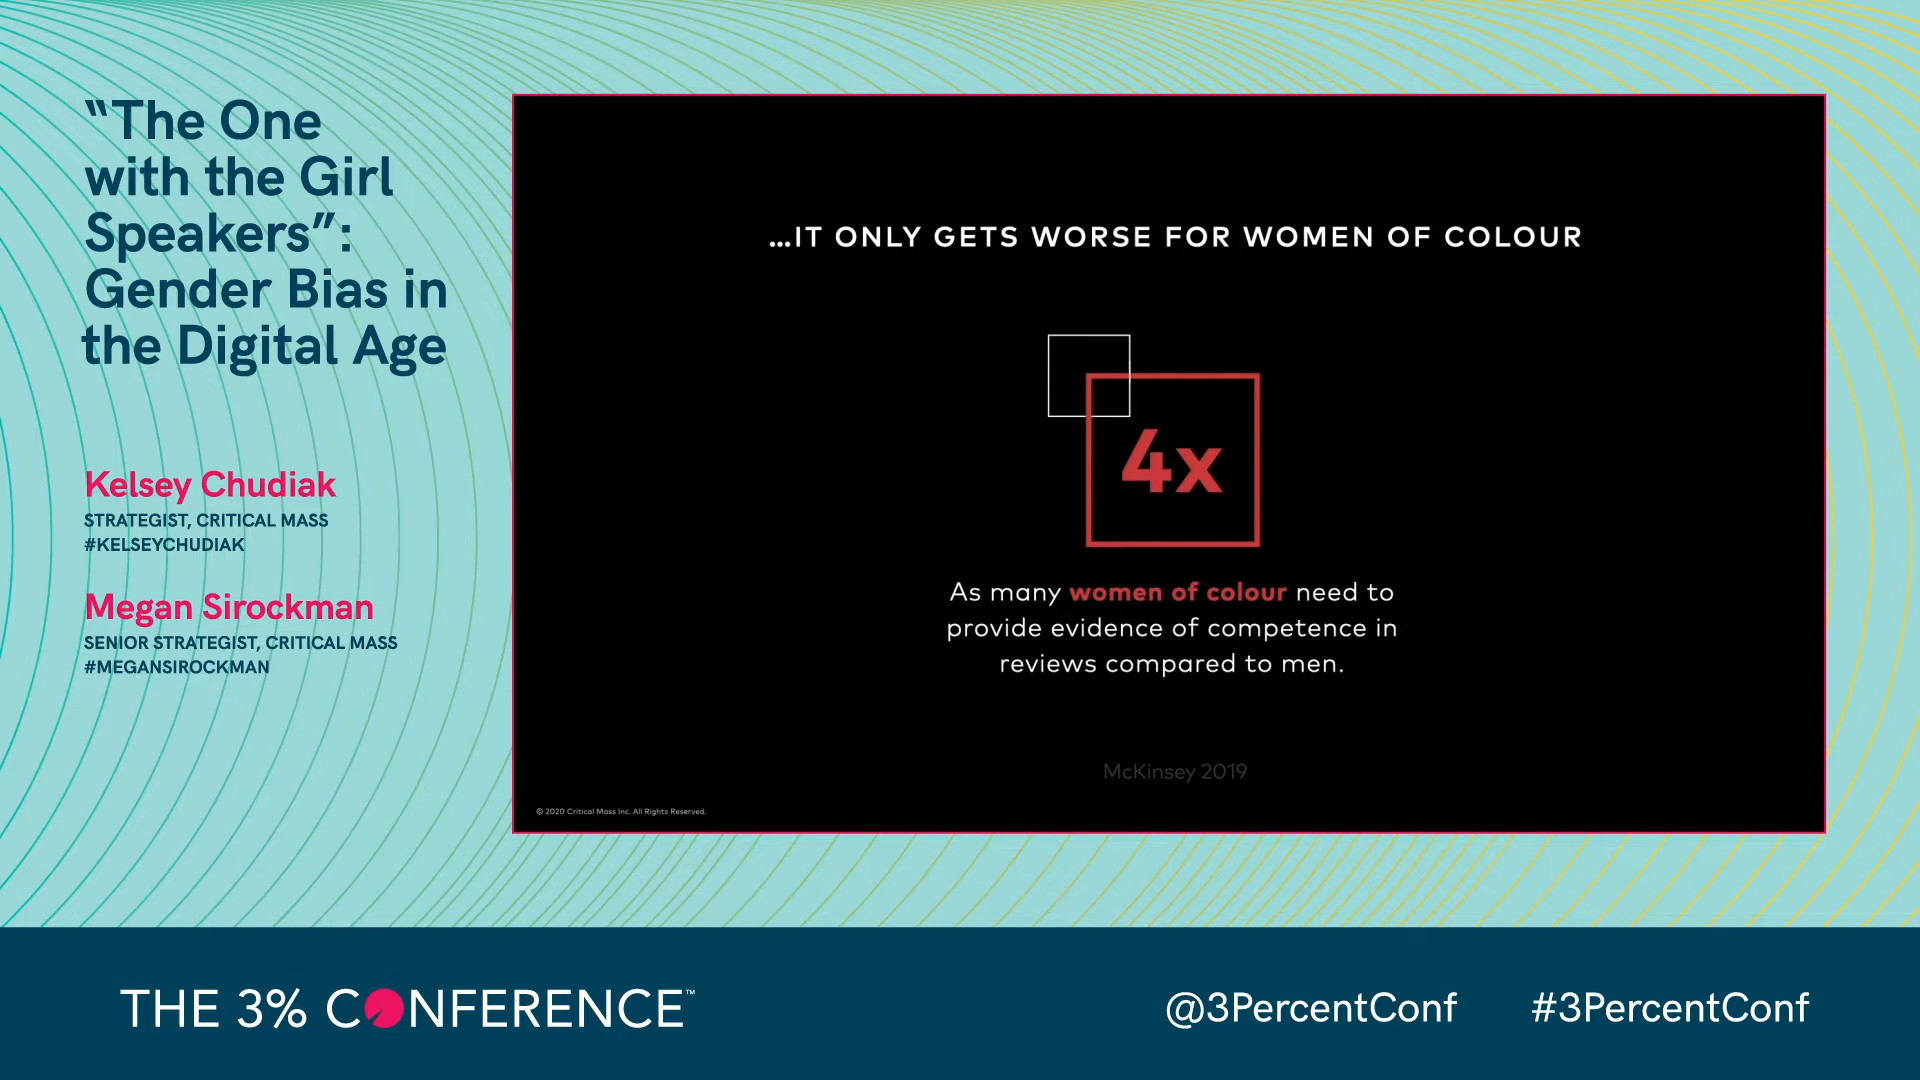 “The One
with the Girl
Speakers”:
Gender Bias in
the Digital Age
Kelsey Chudiak
STRATEGIST, CRITICAL MASS
#KELSEYCHUDIAK
Megan Sirockman
SENIOR STRATEGIST, CRITICAL MASS
#MEGANSIROCKMAN
...IT ONLY GETS WORSE FOR WOMEN OF COLOUR
4x
As many women of colour need to
provide evidence of competence in
reviews compared to men.
McKinsey 2019
© 2020 Critical Mass Inc. All Rights Reserved.
THE 3% CONFERENCE™
@3PercentConf
#3PercentConf